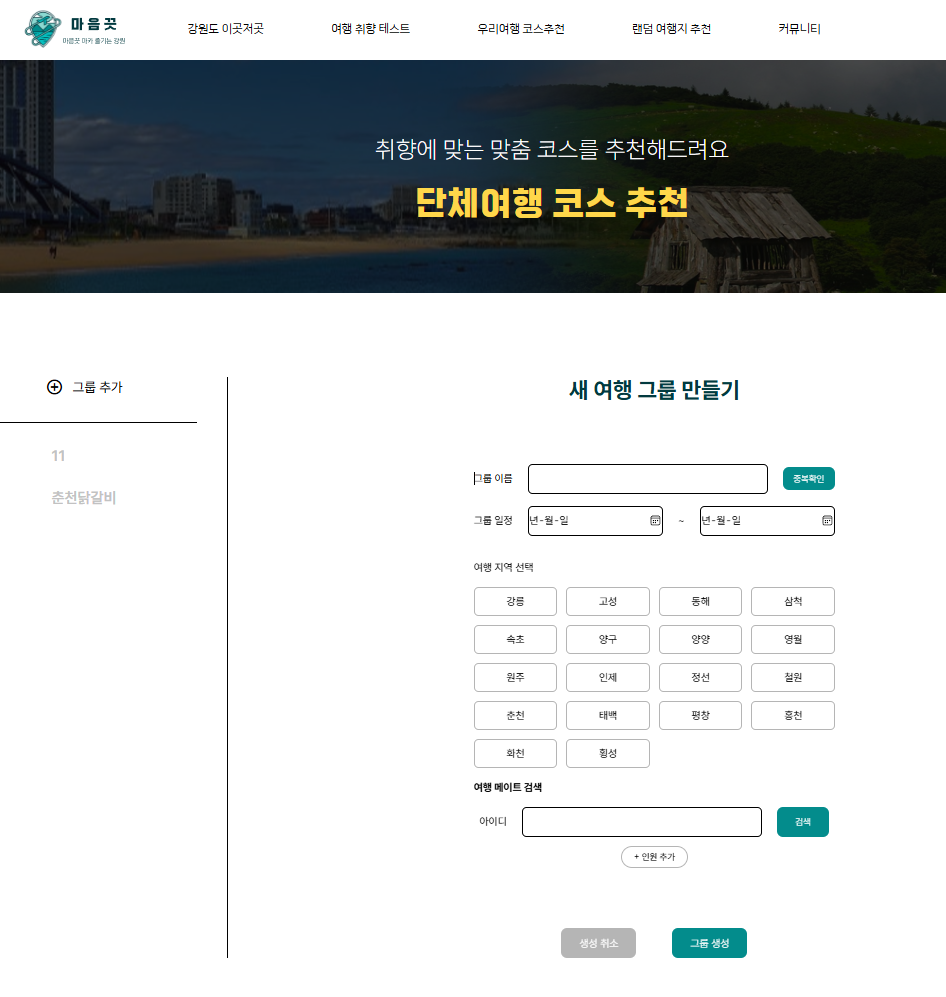 마음끗
마음끗 마카 즐기는 강원
강원도 이곳저곳
여행 취향 테스트
우리여행 코스추천
랜덤 여행지 추천
커뮤니티
취향에 맞는 맞춤 코스를 추천해드려요
단체여행 코스 추천
그룹 추가
11
춘천닭갈비
새 여행 그룹 만들기
그룹 이름
중복확인
그룹 일정 년-월-일 ~ 년-월-일
여행 지역 선택
강릉 고성 동해 삼척
속초 양구 양양 영월
원주 인제 정선 철원
춘천 태백 평창 홍천
화천 횡성
여행 메이트 검색
아이디
검색
+ 인원 추가
생성 취소
그룹 생성